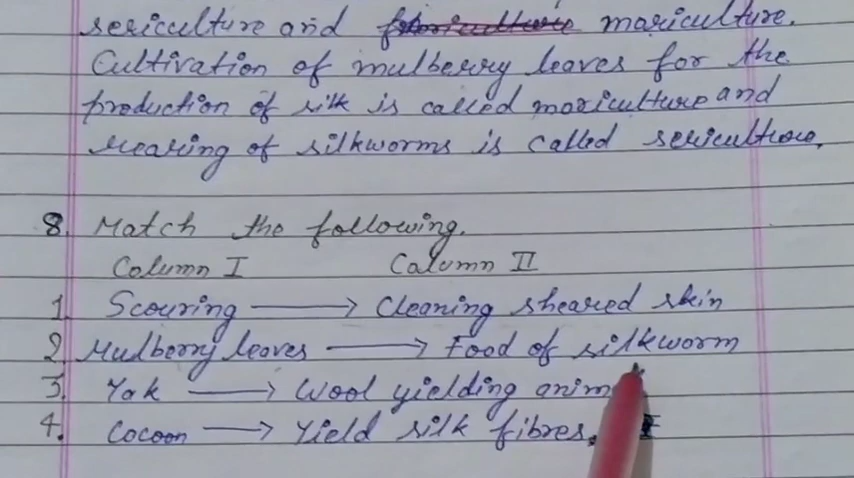 sericulture and moriculture.
Cultivation of mulberry leaves for the
production of silk is called moriculture and
rearing of silkworms is called sericulture.
8. Match the following.
Column I Column II
1. Scouring → Cleaning sheared skin
2. Mulberry leaves → Food of silkworm
3. Yak → Wool yielding anim
4. Cocoon → Yield silk fibres.